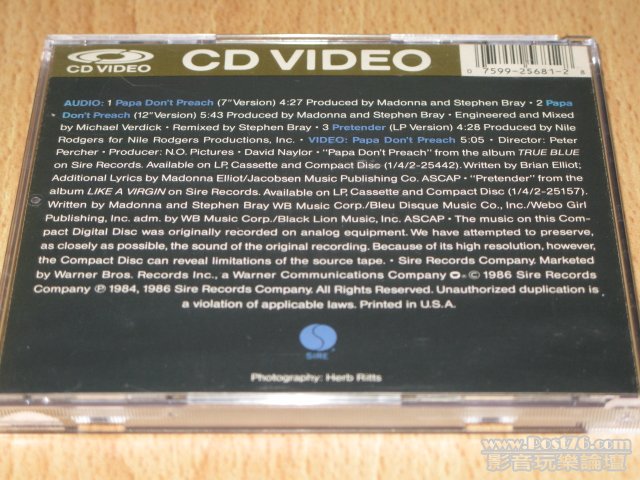 CD VIDEO
CD VIDEO
0 7599-25681-2 8
AUDIO: 1 Papa Don't Preach (7" Version) 4:27 Produced by Madonna and Stephen Bray • 2 Papa
Don't Preach (12" Version) 5:43 Produced by Madonna and Stephen Bray • Engineered and Mixed
by Michael Verdick • Remixed by Stephen Bray • 3 Pretender (LP Version) 4:28 Produced by Nile
Rodgers for Nile Rodgers Productions, Inc. • VIDEO: Papa Don't Preach 5:05 • Director: Peter
Percher • Producer: N.O. Pictures • David Naylor • "Papa Don't Preach" from the album TRUE BLUE
on Sire Records. Available on LP, Cassette and Compact Disc (1/4/2-25442). Written by Brian Elliot;
Additional Lyrics by Madonna Elliot/Jacobsen Music Publishing Co. ASCAP • "Pretender" from the
album LIKE A VIRGIN on Sire Records. Available on LP, Cassette and Compact Disc (1/4/2-25157).
Written by Madonna and Stephen Bray WB Music Corp./Bleu Disque Music Co., Inc./Webo Girl
Publishing, Inc. adm. by WB Music Corp./Black Lion Music, Inc. ASCAP • The music on this Com-
pact Digital Disc was originally recorded on analog equipment. We have attempted to preserve,
as closely as possible, the sound of the original recording. Because of its high resolution, however,
the Compact Disc can reveal limitations of the source tape. • Sire Records Company. Marketed
by Warner Bros. Records Inc., a Warner Communications Company • © 1986 Sire Records
Company ℗ 1984, 1986 Sire Records Company. All Rights Reserved. Unauthorized duplication is
a violation of applicable laws. Printed in U.S.A.
SIRE
Photography: Herb Ritts
www.Post76.com
影音玩樂論壇